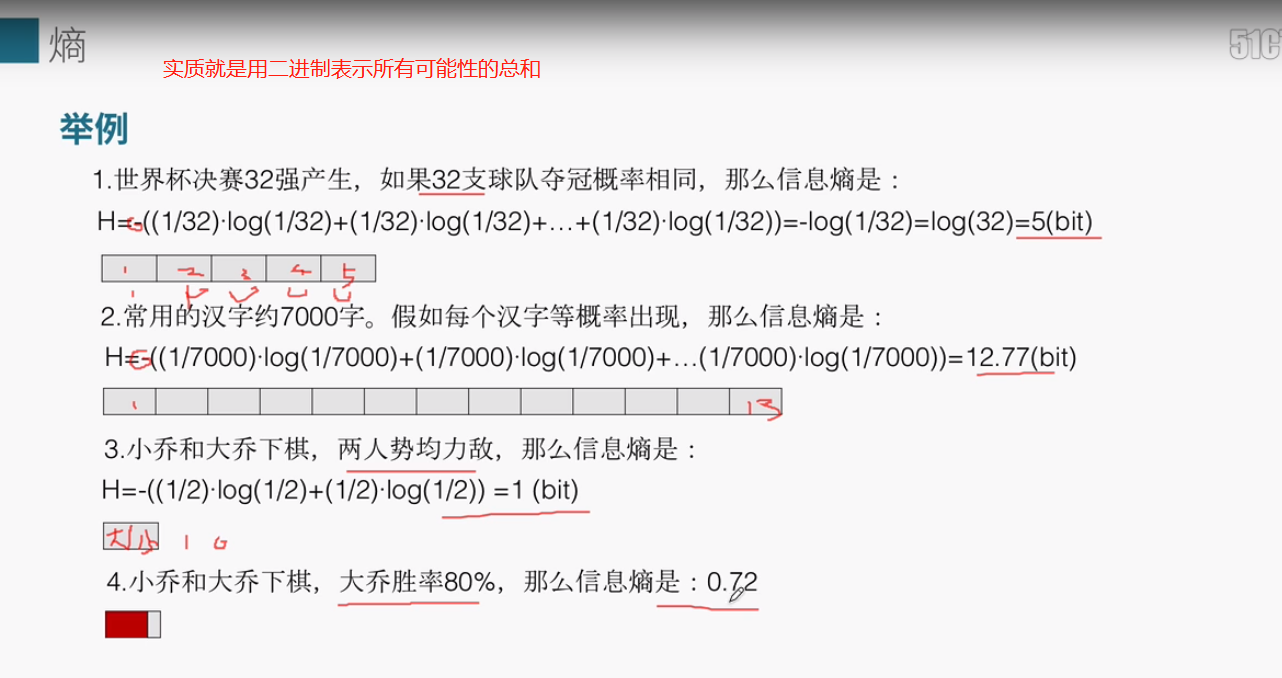 熵
51C
实质就是用二进制表示所有可能性的总和
举例
1.世界杯决赛32强产生，如果32支球队夺冠概率相同，那么信息熵是：
H=-((1/32)·log(1/32)+(1/32)·log(1/32)+…+(1/32)·log(1/32))=-log(1/32)=log(32)=5(bit)
1 2 3 4 5
2.常用的汉字约7000字。假如每个汉字等概率出现，那么信息熵是：
H=-((1/7000)·log(1/7000)+(1/7000)·log(1/7000)+…(1/7000)·log(1/7000))=12.77(bit)
1 13
3.小乔和大乔下棋，两人势均力敌，那么信息熵是：
H=-((1/2)·log(1/2)+(1/2)·log(1/2)) =1 (bit)
大小 1 0
4.小乔和大乔下棋，大乔胜率80%，那么信息熵是：0.72